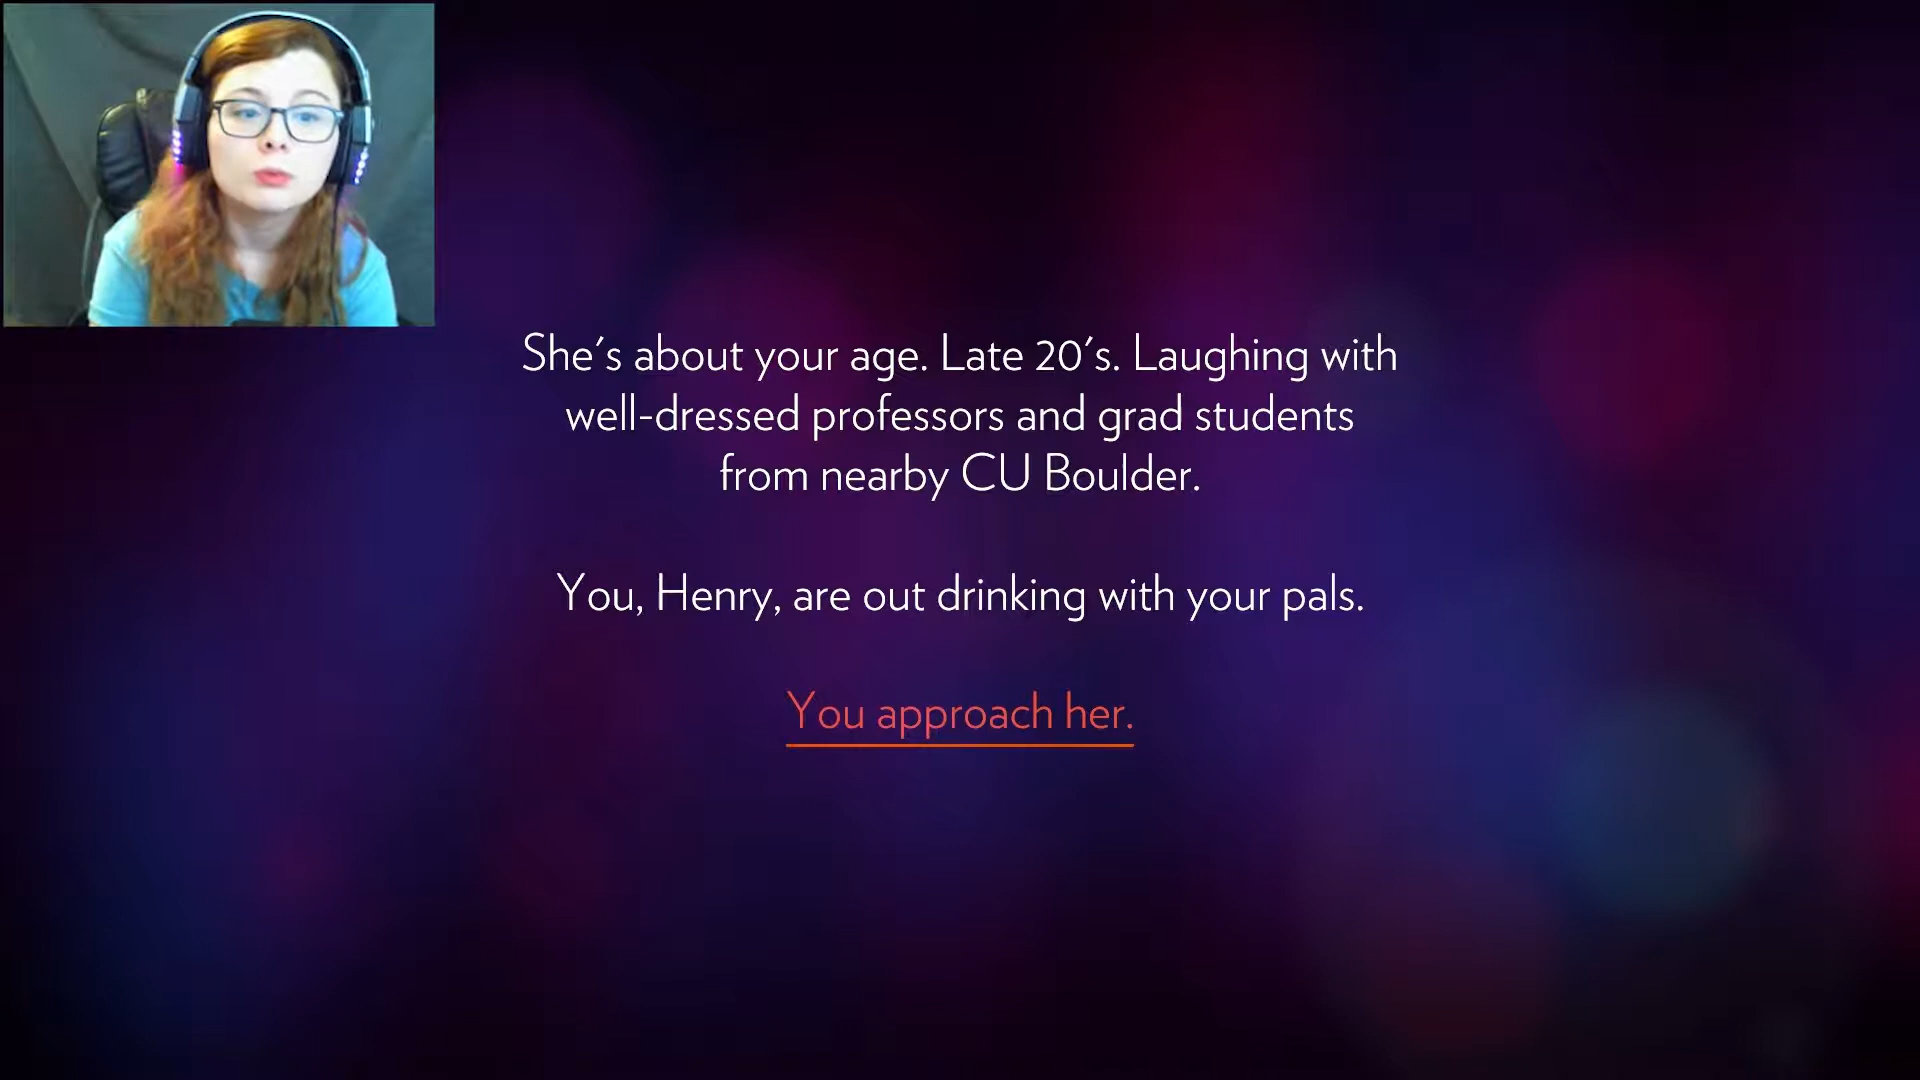 She's about your age. Late 20's. Laughing with
well-dressed professors and grad students
from nearby CU Boulder.
You, Henry, are out drinking with your pals.
You approach her.